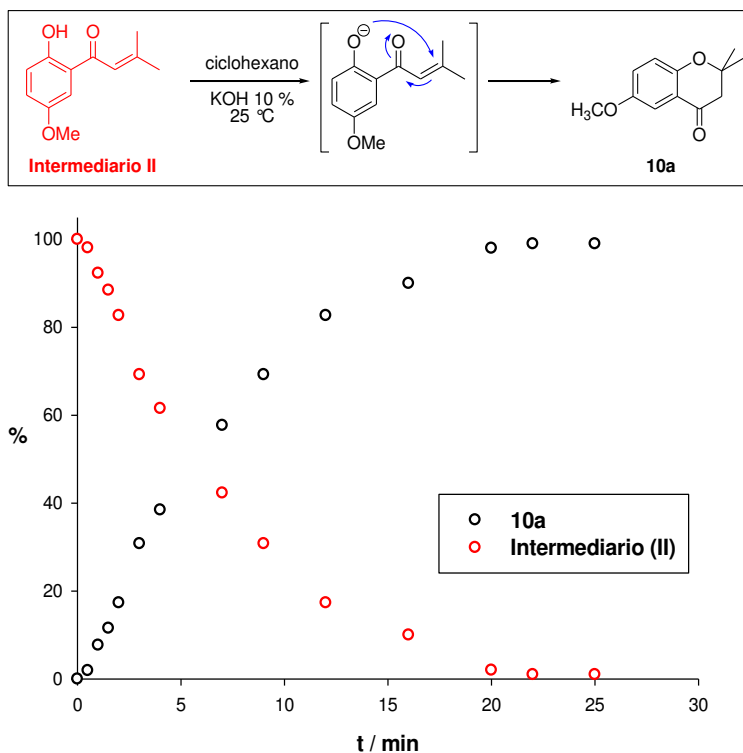 OH
O
OMe
Intermediario II
ciclohexano
KOH 10 %
25 °C
O⊖
O
OMe
O
H₃CO
O
10a
100
80
60
40
20
0
%
10a
Intermediario (II)
0
5
10
15
20
25
30
t / min